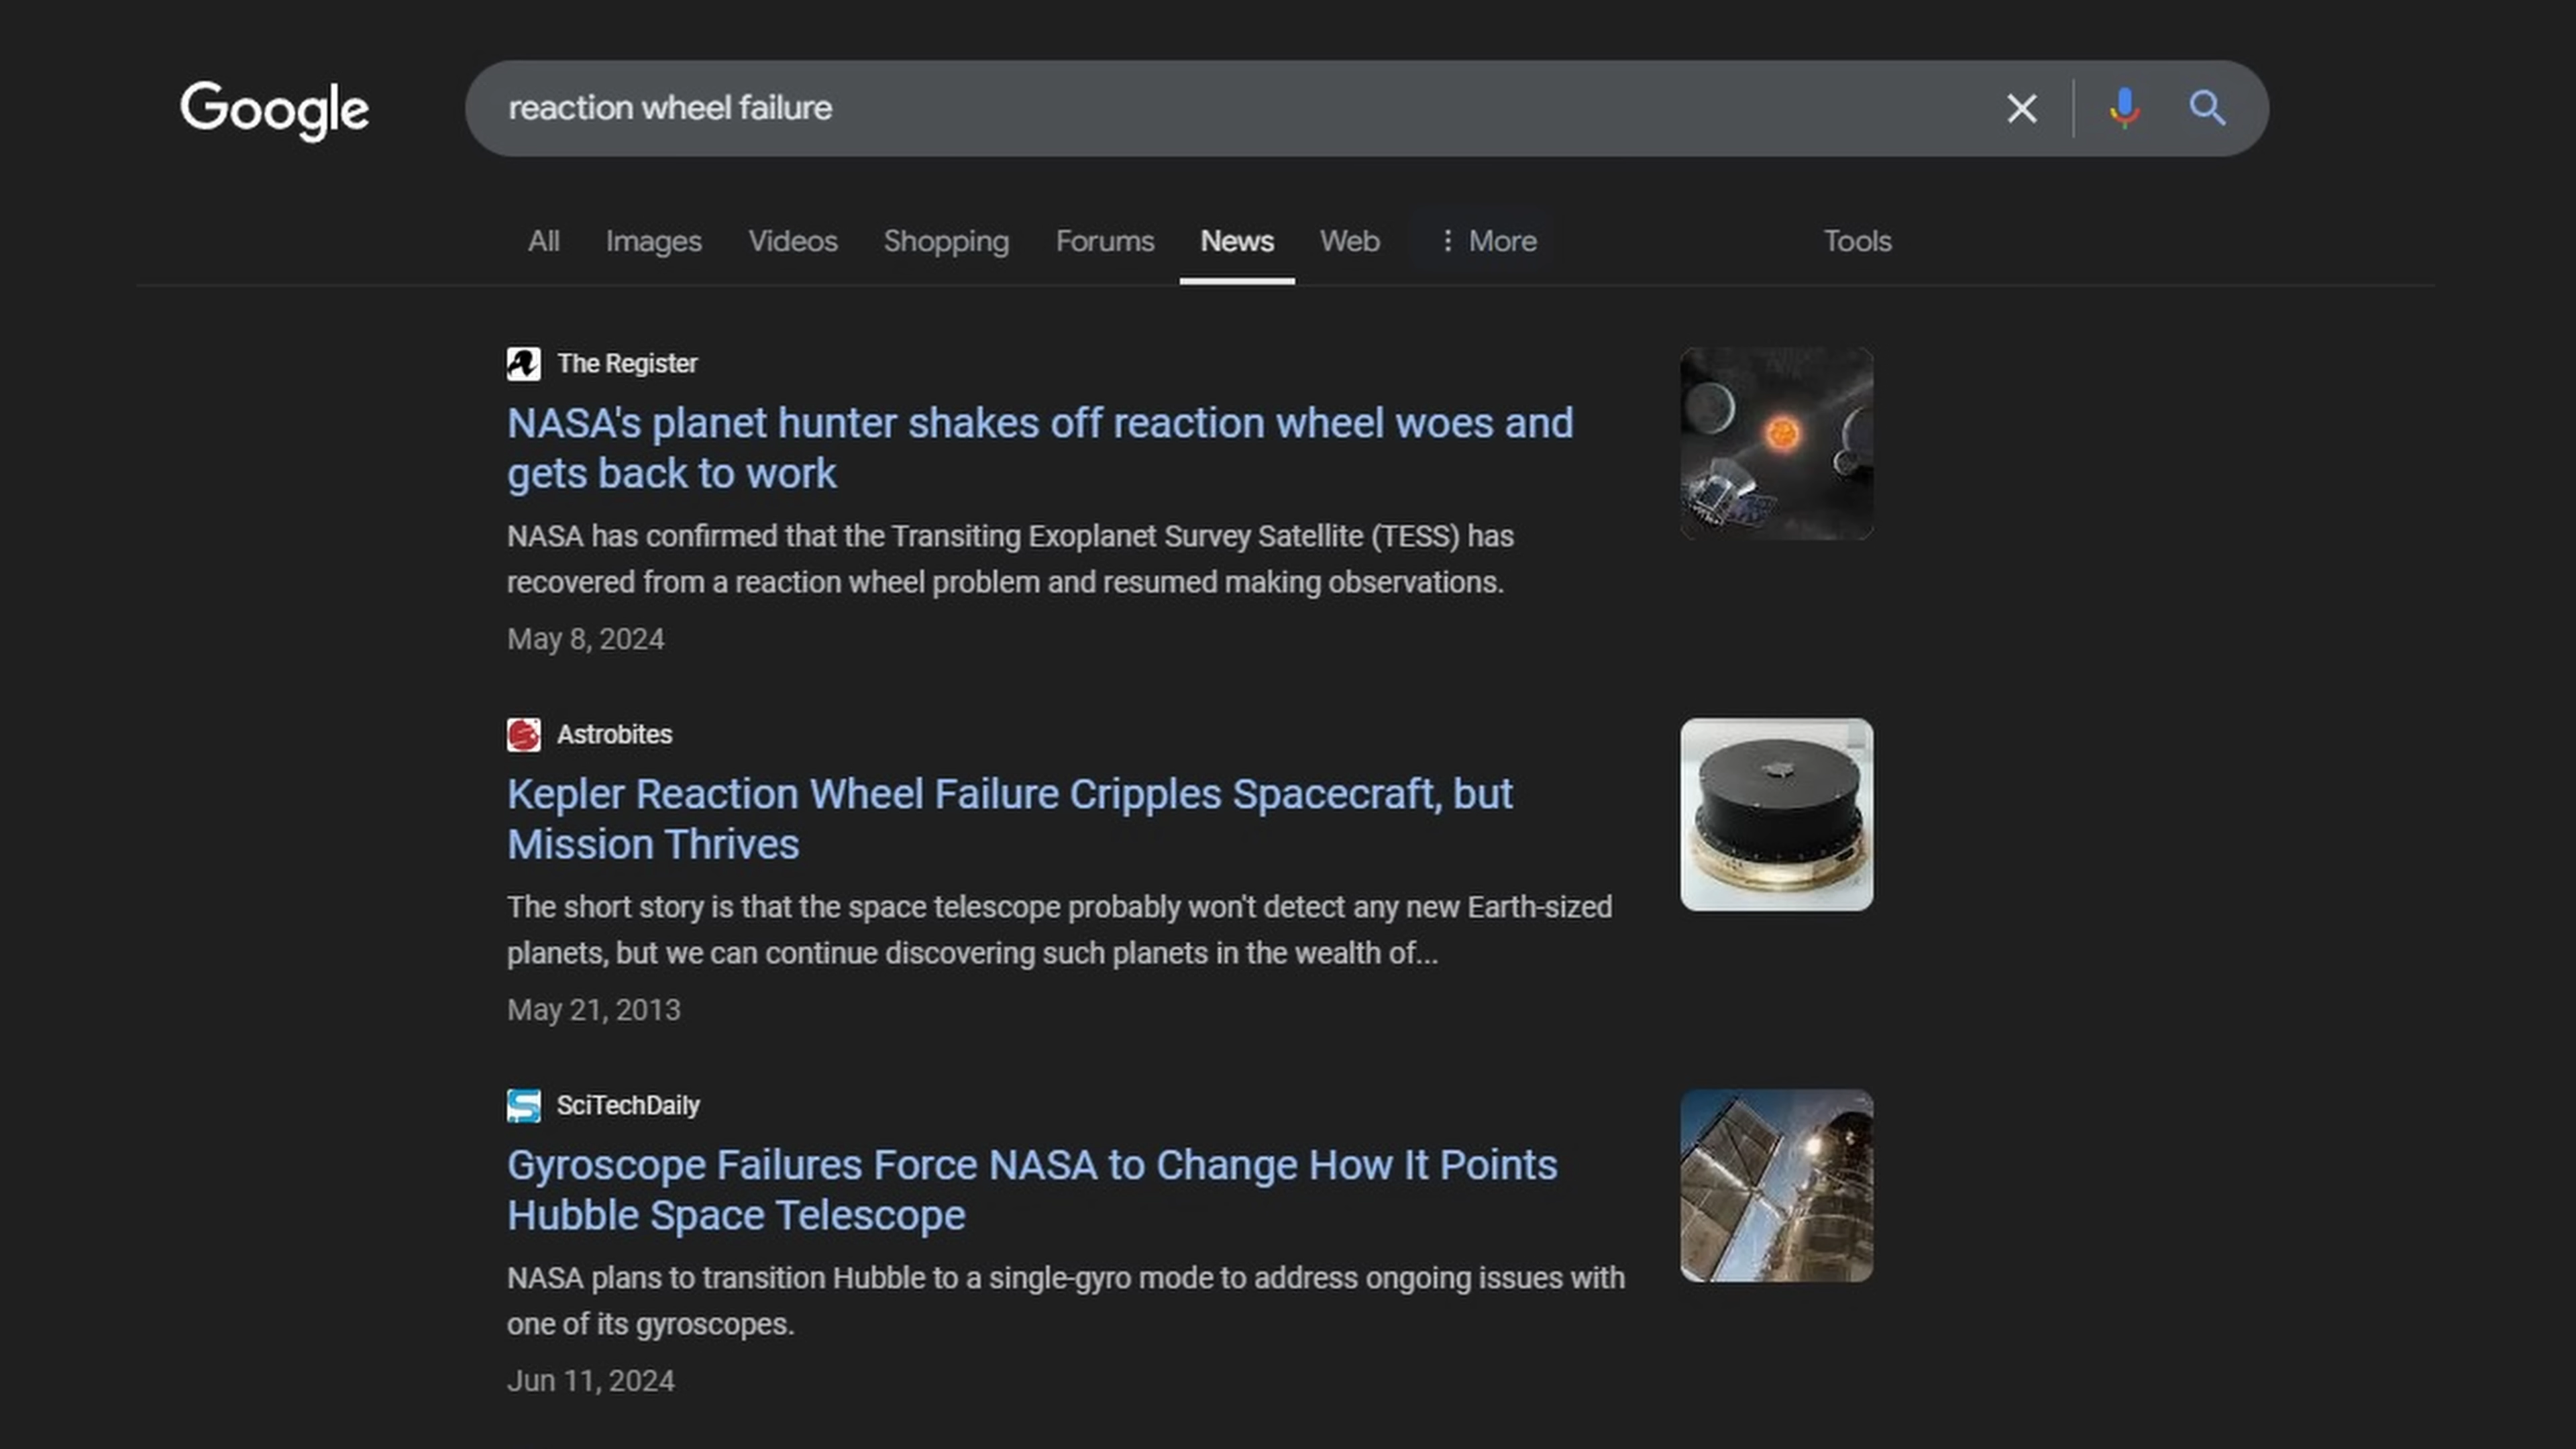 Google
reaction wheel failure
All Images Videos Shopping Forums News Web More Tools
The Register
NASA's planet hunter shakes off reaction wheel woes and
gets back to work
NASA has confirmed that the Transiting Exoplanet Survey Satellite (TESS) has
recovered from a reaction wheel problem and resumed making observations.
May 8, 2024
Astrobites
Kepler Reaction Wheel Failure Cripples Spacecraft, but
Mission Thrives
The short story is that the space telescope probably won't detect any new Earth-sized
planets, but we can continue discovering such planets in the wealth of...
May 21, 2013
SciTechDaily
Gyroscope Failures Force NASA to Change How It Points
Hubble Space Telescope
NASA plans to transition Hubble to a single-gyro mode to address ongoing issues with
one of its gyroscopes.
Jun 11, 2024